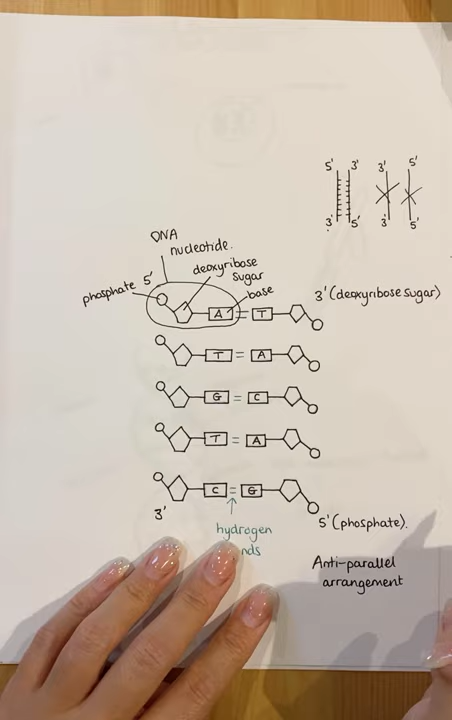 5' 3' 3' 5'
3' 5' 3' 5'
DNA
nucleotide.
deoxyribose
sugar
phosphate 5'
base
3' (deoxyribose sugar)
A = T
T = A
G = C
T = A
C = G
3'
5' (phosphate).
hydrogen
nds
Anti-parallel
arrangement